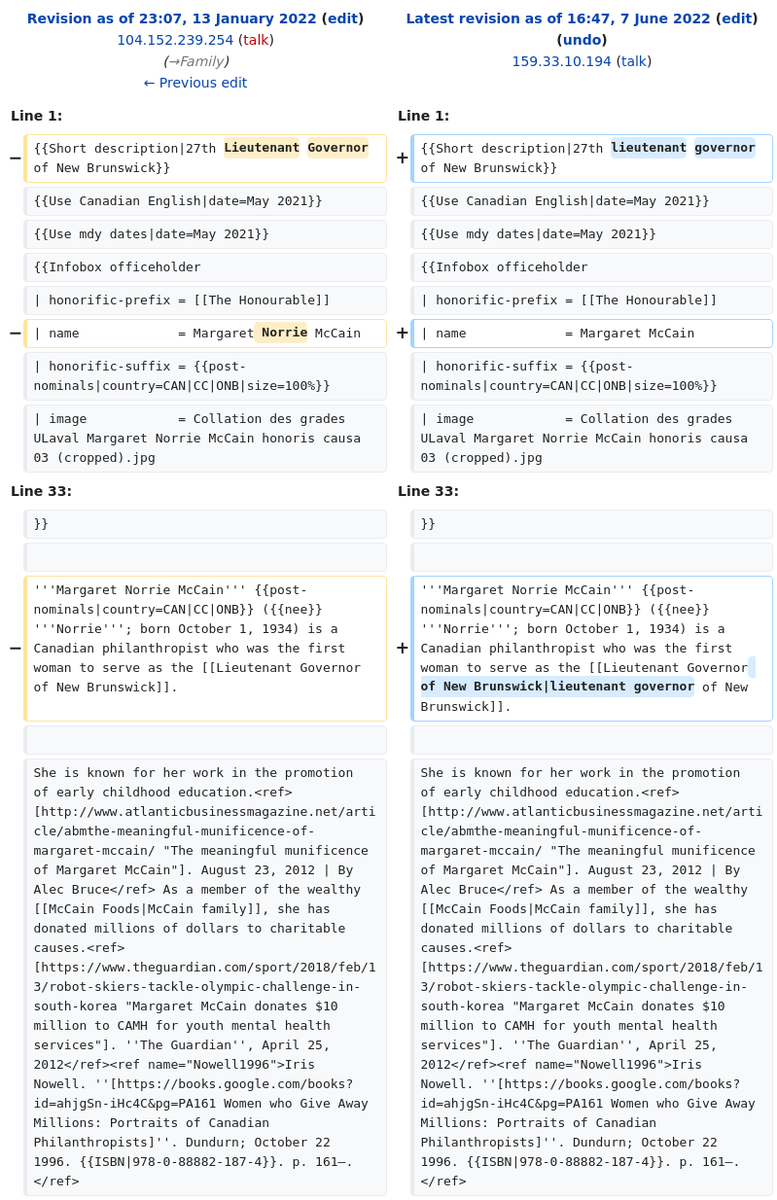 Revision as of 23:07, 13 January 2022 (edit)
104.152.239.254 (talk)
(→Family)
← Previous edit
Latest revision as of 16:47, 7 June 2022 (edit)
(undo)
159.33.10.194 (talk)
Line 1:
Line 1:
− {{Short description|27th Lieutenant Governor
of New Brunswick}}
+ {{Short description|27th lieutenant governor
of New Brunswick}}
{{Use Canadian English|date=May 2021}}
{{Use Canadian English|date=May 2021}}
{{Use mdy dates|date=May 2021}}
{{Use mdy dates|date=May 2021}}
{{Infobox officeholder
{{Infobox officeholder
| honorific-prefix = [[The Honourable]]
| honorific-prefix = [[The Honourable]]
− | name            = Margaret Norrie McCain
+ | name            = Margaret McCain
| honorific-suffix = {{post-
nominals|country=CAN|CC|ONB|size=100%}}
| honorific-suffix = {{post-
nominals|country=CAN|CC|ONB|size=100%}}
| image            = Collation des grades
ULaval Margaret Norrie McCain honoris causa
03 (cropped).jpg
| image            = Collation des grades
ULaval Margaret Norrie McCain honoris causa
03 (cropped).jpg
Line 33:
Line 33:
}}
}}
− '''Margaret Norrie McCain''' {{post-
nominals|country=CAN|CC|ONB}} ({{nee}}
'''Norrie'''; born October 1, 1934) is a
Canadian philanthropist who was the first
woman to serve as the [[Lieutenant Governor
of New Brunswick]].
+ '''Margaret Norrie McCain''' {{post-
nominals|country=CAN|CC|ONB}} ({{nee}}
'''Norrie'''; born October 1, 1934) is a
Canadian philanthropist who was the first
woman to serve as the [[Lieutenant Governor
of New Brunswick|lieutenant governor of New
Brunswick]].
She is known for her work in the promotion
of early childhood education.<ref>
[http://www.atlanticbusinessmagazine.net/arti
cle/abmthe-meaningful-munificence-of-
margaret-mccain/ "The meaningful munificence
of Margaret McCain"]. August 23, 2012 | By
Alec Bruce</ref> As a member of the wealthy
[[McCain Foods|McCain family]], she has
donated millions of dollars to charitable
causes.<ref>
[https://www.theguardian.com/sport/2018/feb/1
3/robot-skiers-tackle-olympic-challenge-in-
south-korea "Margaret McCain donates $10
million to CAMH for youth mental health
services"]. ''The Guardian'', April 25,
2012</ref><ref name="Nowell1996">Iris
Nowell. ''[https://books.google.com/books?
id=ahjgSn-iHc4C&pg=PA161 Women who Give Away
Millions: Portraits of Canadian
Philanthropists]''. Dundurn; October 22
1996. {{ISBN|978-0-88882-187-4}}. p. 161–.
</ref>
She is known for her work in the promotion
of early childhood education.<ref>
[http://www.atlanticbusinessmagazine.net/arti
cle/abmthe-meaningful-munificence-of-
margaret-mccain/ "The meaningful munificence
of Margaret McCain"]. August 23, 2012 | By
Alec Bruce</ref> As a member of the wealthy
[[McCain Foods|McCain family]], she has
donated millions of dollars to charitable
causes.<ref>
[https://www.theguardian.com/sport/2018/feb/1
3/robot-skiers-tackle-olympic-challenge-in-
south-korea "Margaret McCain donates $10
million to CAMH for youth mental health
services"]. ''The Guardian'', April 25,
2012</ref><ref name="Nowell1996">Iris
Nowell. ''[https://books.google.com/books?
id=ahjgSn-iHc4C&pg=PA161 Women who Give Away
Millions: Portraits of Canadian
Philanthropists]''. Dundurn; October 22
1996. {{ISBN|978-0-88882-187-4}}. p. 161–.
</ref>